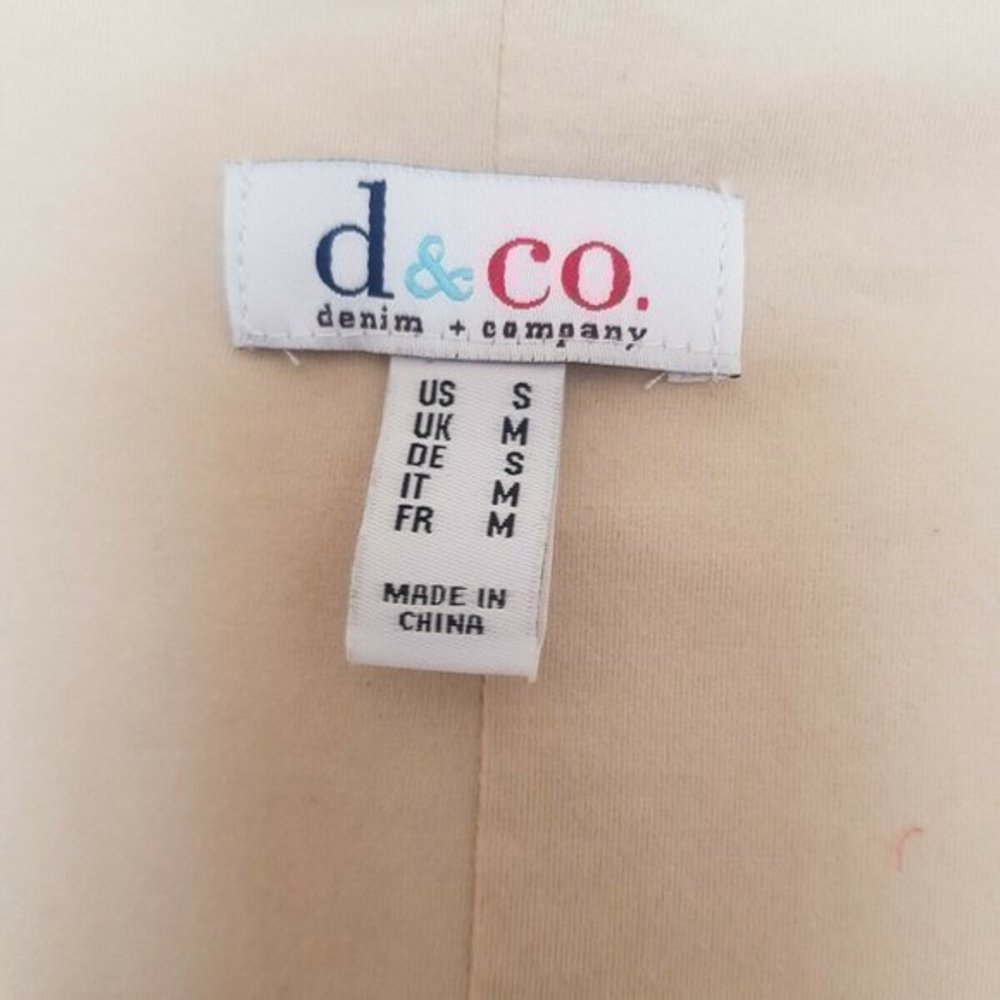 d & co.
denim + company
US S
UK M
DE S
IT M
FR M
MADE IN
CHINA